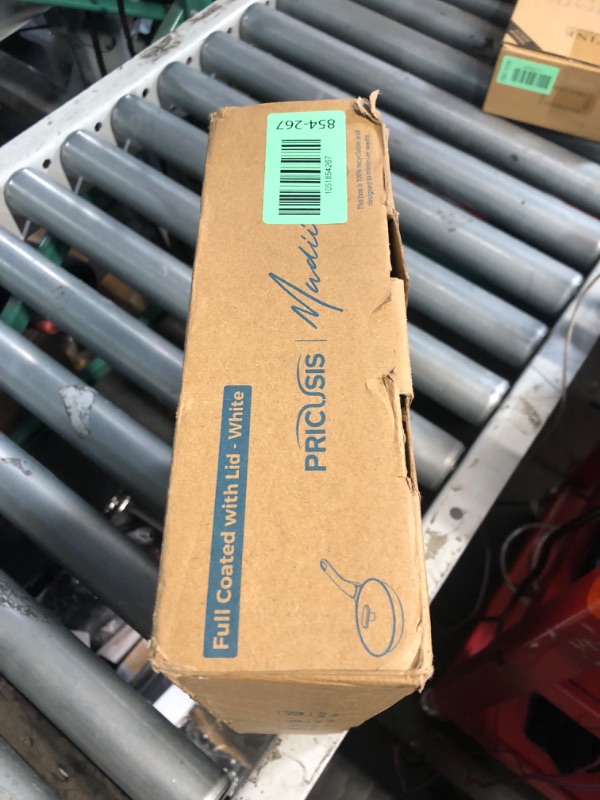 854-267
1051854267
This box is 100% recyclable and
designed to minimize waste.
PRICUSIS | Madii
Full Coated with Lid - White